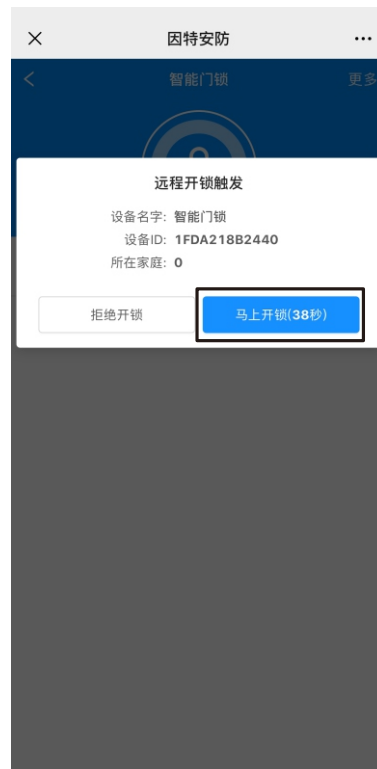 因特安防
智能门锁
更多
远程开锁触发
设备名字: 智能门锁
设备ID: 1FDA218B2440
所在家庭: 0
拒绝开锁
马上开锁(38秒)